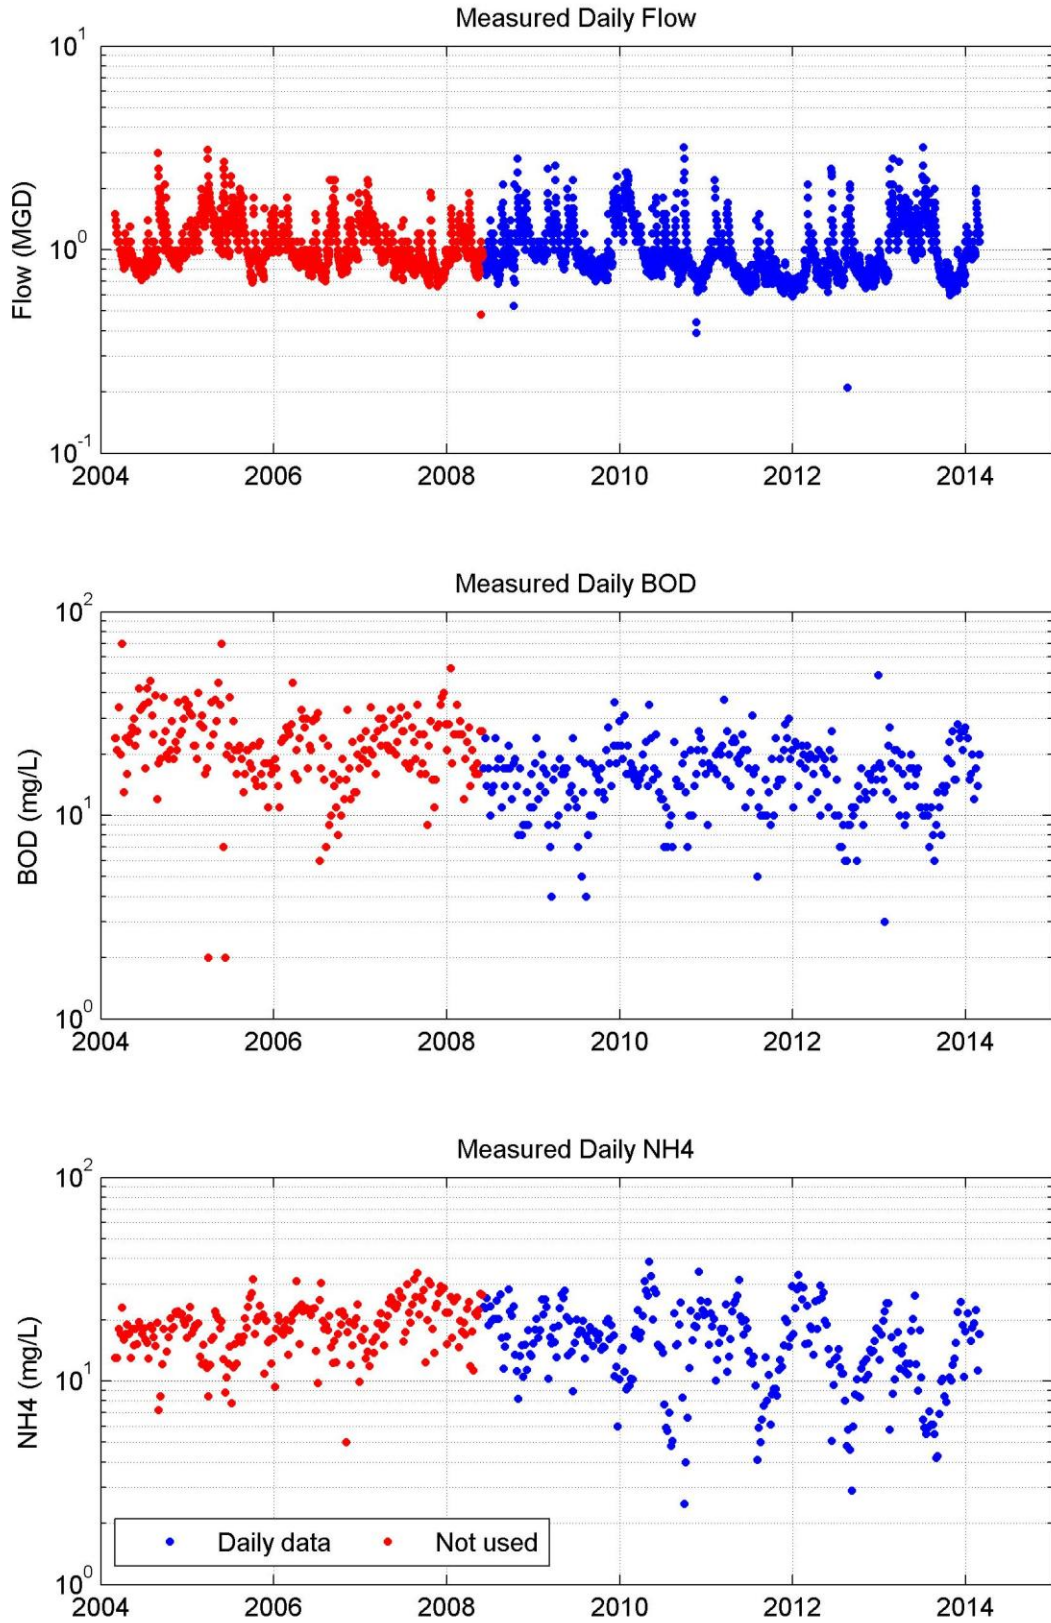 Measured Daily Flow
10^1
10^0
10^-1
Flow (MGD)
2004 2006 2008 2010 2012 2014
Measured Daily BOD
10^2
10^1
10^0
BOD (mg/L)
2004 2006 2008 2010 2012 2014
Measured Daily NH4
10^2
10^1
10^0
NH4 (mg/L)
Daily data Not used
2004 2006 2008 2010 2012 2014